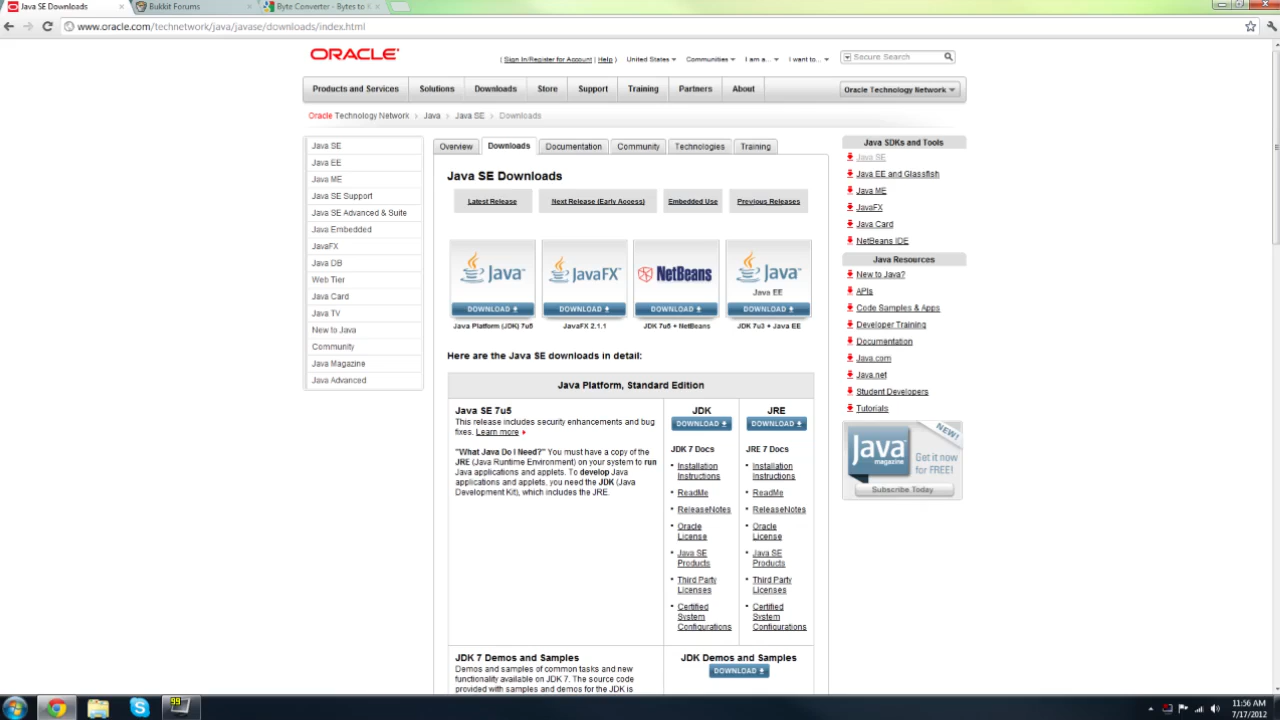 Java SE Downloads
Bukkit Forums
Byte Converter - Bytes to K
www.oracle.com/technetwork/java/javase/downloads/index.html
ORACLE
( Sign In/Register for Account | Help )
United States
Communities
I am a...
I want to...
Secure Search
Products and Services
Solutions
Downloads
Store
Support
Training
Partners
About
Oracle Technology Network
Oracle Technology Network > Java > Java SE > Downloads
Java SE
Java EE
Java ME
Java SE Support
Java SE Advanced & Suite
Java Embedded
JavaFX
Java DB
Web Tier
Java Card
Java TV
New to Java
Community
Java Magazine
Java Advanced
Overview
Downloads
Documentation
Community
Technologies
Training
Java SE Downloads
Latest Release
Next Release (Early Access)
Embedded Use
Previous Releases
Java
DOWNLOAD
Java Platform (JDK) 7u5
JavaFX
DOWNLOAD
JavaFX 2.1.1
NetBeans
DOWNLOAD
JDK 7u5 + NetBeans
Java
Java EE
DOWNLOAD
JDK 7u3 + Java EE
Here are the Java SE downloads in detail:
Java Platform, Standard Edition
Java SE 7u5
This release includes security enhancements and bug
fixes. Learn more
"What Java Do I Need?" You must have a copy of the
JRE (Java Runtime Environment) on your system to run
Java applications and applets. To develop Java
applications and applets, you need the JDK (Java
Development Kit), which includes the JRE.
JDK
DOWNLOAD
JDK 7 Docs
Installation
Instructions
ReadMe
ReleaseNotes
Oracle
License
Java SE
Products
Third Party
Licenses
Certified
System
Configurations
JRE
DOWNLOAD
JRE 7 Docs
Installation
Instructions
ReadMe
ReleaseNotes
Oracle
License
Java SE
Products
Third Party
Licenses
Certified
System
Configurations
JDK 7 Demos and Samples
Demos and samples of common tasks and new
functionality available on JDK 7. The source code
provided with samples and demos for the JDK is
JDK Demos and Samples
DOWNLOAD
Java SDKs and Tools
Java SE
Java EE and Glassfish
Java ME
JavaFX
Java Card
NetBeans IDE
Java Resources
New to Java?
APIs
Code Samples & Apps
Developer Training
Documentation
Java.com
Java.net
Student Developers
Tutorials
Java
magazine
NEW!
Get it now
for FREE!
Subscribe Today
99
11:56 AM
7/17/2012